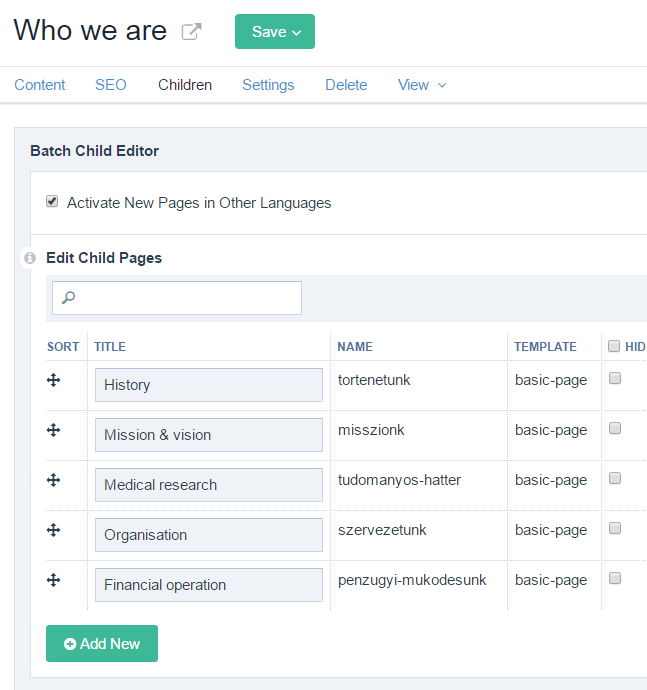 Who we are Save
Content SEO Children Settings Delete View
Batch Child Editor
Activate New Pages in Other Languages
Edit Child Pages
SORT TITLE NAME TEMPLATE HID
History tortenetunk basic-page
Mission & vision misszionk basic-page
Medical research tudomanyos-hatter basic-page
Organisation szervezetunk basic-page
Financial operation penzugyi-mukodesunk basic-page
Add New